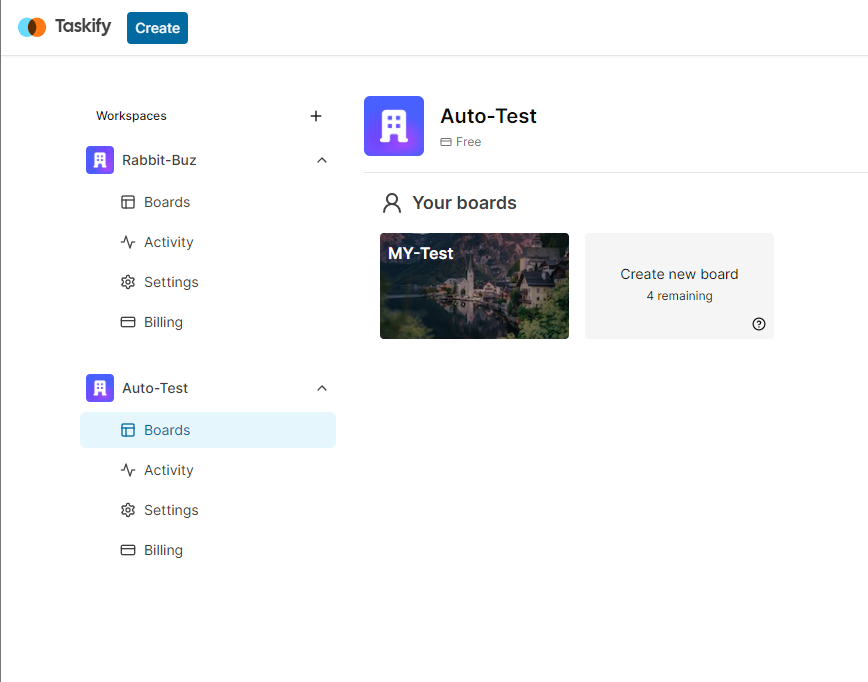 Taskify
Create
Workspaces
Rabbit-Buz
Boards
Activity
Settings
Billing
Auto-Test
Boards
Activity
Settings
Billing
Auto-Test
Free
Your boards
MY-Test
Create new board
4 remaining